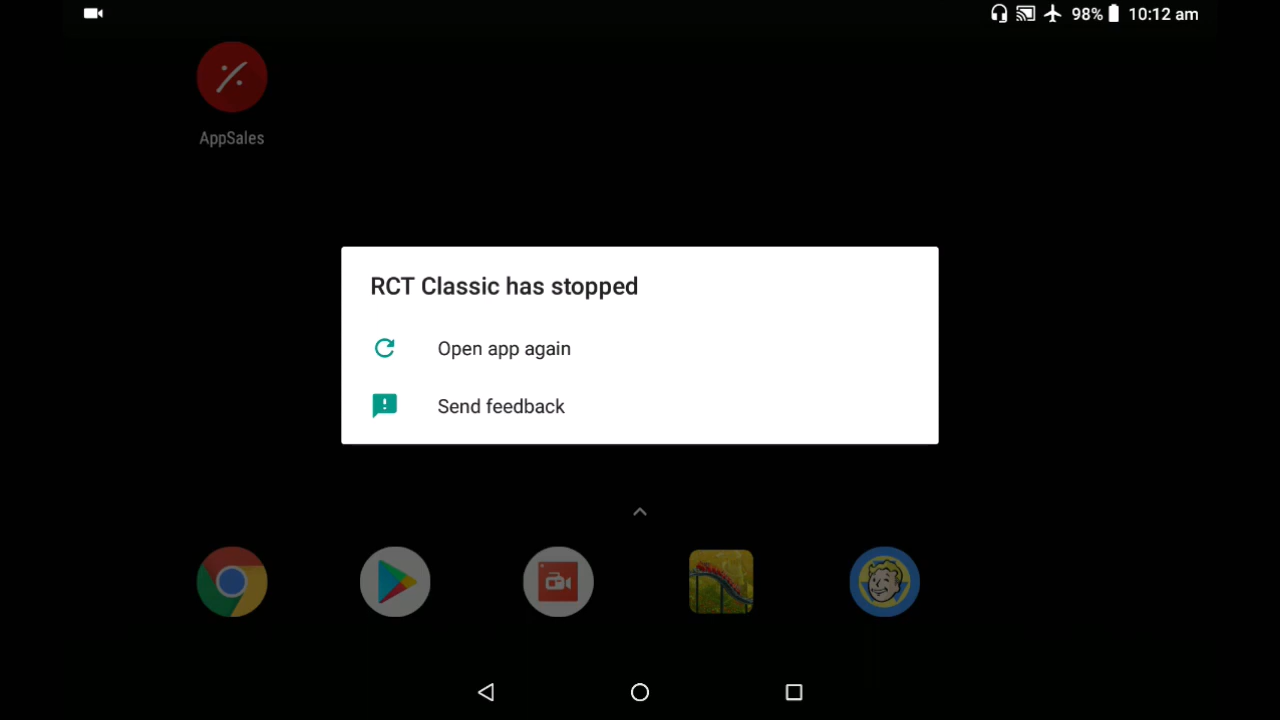 98% 10:12 am
AppSales
RCT Classic has stopped
Open app again
Send feedback